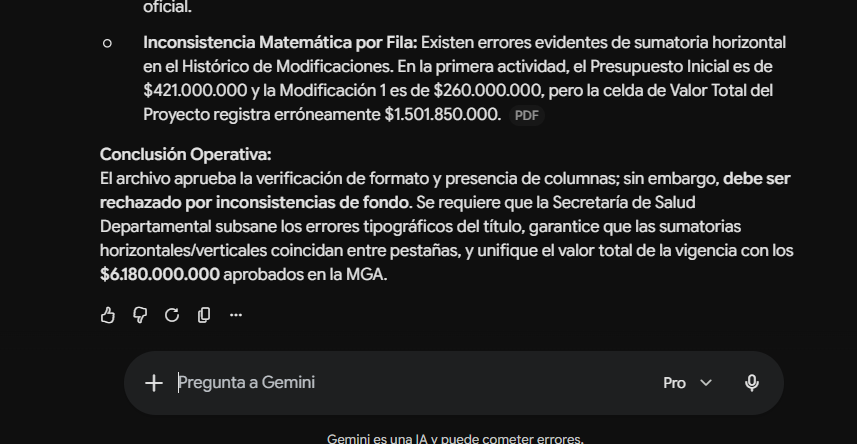 oficial.
Inconsistencia Matemática por Fila: Existen errores evidentes de sumatoria horizontal
en el Histórico de Modificaciones. En la primera actividad, el Presupuesto Inicial es de
$421.000.000 y la Modificación 1 es de $260.000.000, pero la celda de Valor Total del
Proyecto registra erróneamente $1.501.850.000. PDF
Conclusión Operativa:
El archivo aprueba la verificación de formato y presencia de columnas; sin embargo, debe ser
rechazado por inconsistencias de fondo. Se requiere que la Secretaría de Salud
Departamental subsane los errores tipográficos del título, garantice que las sumatorias
horizontales/verticales coincidan entre pestañas, y unifique el valor total de la vigencia con los
$6.180.000.000 aprobados en la MGA.
Pregunta a Gemini
Pro
Gemini es una IA y puede cometer errores.